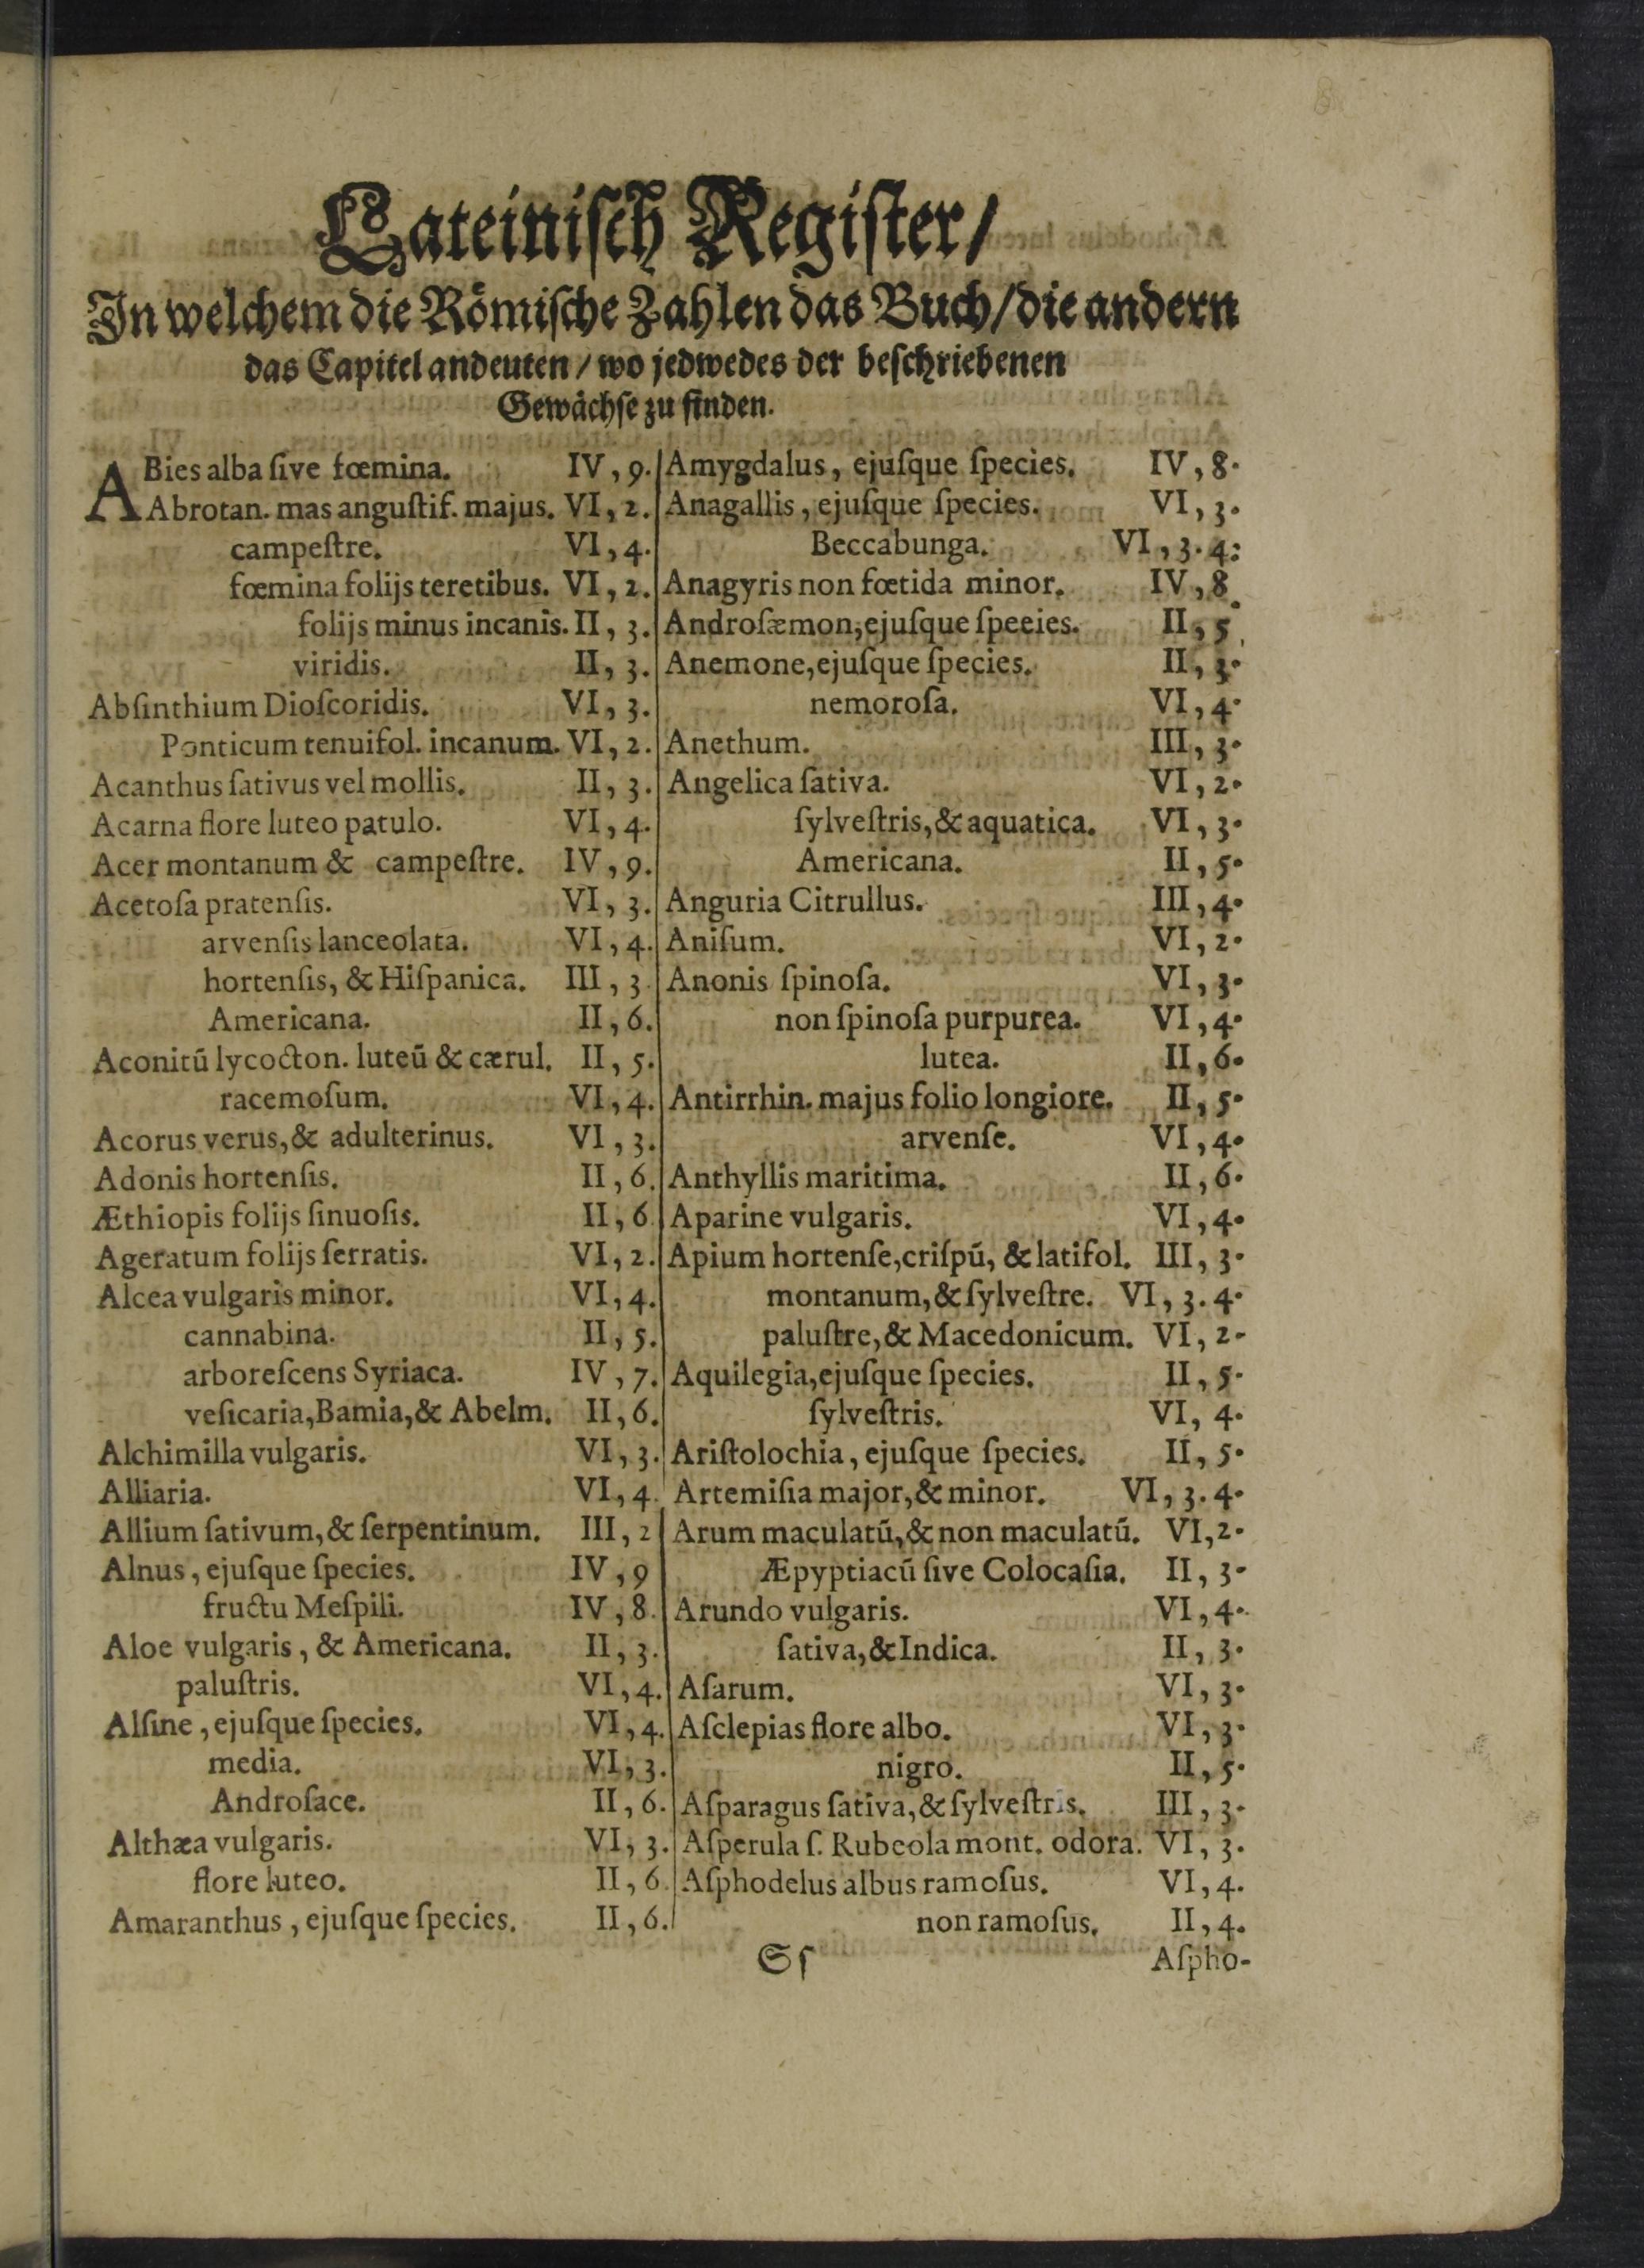 Lateiniſch Regiſter/
In welchem die Roͤmiſche Zahlen das Buch/die andern
das Capitel andeuten/wo jedwedes der beſchriebenen
Gewaͤchſe zu finden.
ABies alba ſive fœmina. IV, 9.
Abrotan. mas anguſtif. majus. VI, 2.
campeſtre. VI, 4.
fœmina folijs teretibus. VI, 2.
folijs minus incanis. II, 3.
viridis. II, 3.
Abſinthium Dioſcoridis. VI, 3.
Ponticum tenuifol. incanum. VI, 2.
Acanthus ſativus vel mollis. II, 3.
Acarna flore luteo patulo. VI, 4.
Acer montanum & campeſtre. IV, 9.
Acetoſa pratenſis. VI, 3.
arvenſis lanceolata. VI, 4.
hortenſis, & Hiſpanica. III, 3.
Americana. II, 6.
Aconitũ lycocton. luteũ & cærul. II, 5.
racemoſum. VI, 4.
Acorus verus, & adulterinus. VI, 3.
Adonis hortenſis. II, 6.
Æthiopis folijs ſinuoſis. II, 6
Ageratum folijs ſerratis. VI, 2.
Alcea vulgaris minor. VI, 4.
cannabina. II, 5.
arboreſcens Syriaca. IV, 7.
veſicaria, Bamia, & Abelm. II, 6.
Alchimilla vulgaris. VI, 3.
Alliaria. VI, 4.
Allium ſativum, & ſerpentinum. III, 2
Alnus, ejuſque ſpecies. IV, 9
fructu Meſpili. IV, 8.
Aloe vulgaris, & Americana. II, 3.
paluſtris. VI, 4.
Alſine, ejuſque ſpecies. VI, 4.
media. VI, 3.
Androſace. II, 6.
Althæa vulgaris. VI, 3.
flore luteo. II, 6.
Amaranthus, ejuſque ſpecies. II, 6.
Amygdalus, ejuſque ſpecies. IV, 8.
Anagallis, ejuſque ſpecies. VI, 3.
Beccabunga. VI, 3. 4:
Anagyris non fœtida minor. IV, 8.
Androſæmon, ejuſque ſpeeies. II, 5
Anemone, ejuſque ſpecies. II, 3.
nemoroſa. VI, 4.
Anethum. III, 3.
Angelica ſativa. VI, 2.
ſylveſtris, & aquatica. VI, 3.
Americana. II, 5.
Anguria Citrullus. III, 4.
Aniſum. VI, 2.
Anonis ſpinoſa. VI, 3.
non ſpinoſa purpurea. VI, 4.
lutea. II, 6.
Antirrhin. majus folio longiore. II, 5.
arvenſe. VI, 4.
Anthyllis maritima. II, 6.
Aparine vulgaris. VI, 4.
Apium hortenſe, criſpũ, & latifol. III, 3.
montanum, & ſylveſtre. VI, 3. 4.
paluſtre, & Macedonicum. VI, 2.
Aquilegia, ejuſque ſpecies. II, 5.
ſylveſtris. VI, 4.
Ariſtolochia, ejuſque ſpecies. II, 5.
Artemiſia major, & minor. VI, 3. 4.
Arum maculatũ, & non maculatũ. VI, 2.
Æpyptiacũ ſive Colocaſia. II, 3.
Arundo vulgaris. VI, 4.
ſativa, & Indica. II, 3.
Aſarum. VI, 3.
Aſclepias flore albo. VI, 3.
nigro. II, 5.
Aſparagus ſativa, & ſylveſtris. III, 3.
Aſperula ſ. Rubeola mont. odora. VI, 3.
Aſphodelus albus ramoſus. VI, 4.
non ramoſus. II, 4.
Sſ
Aſpho-